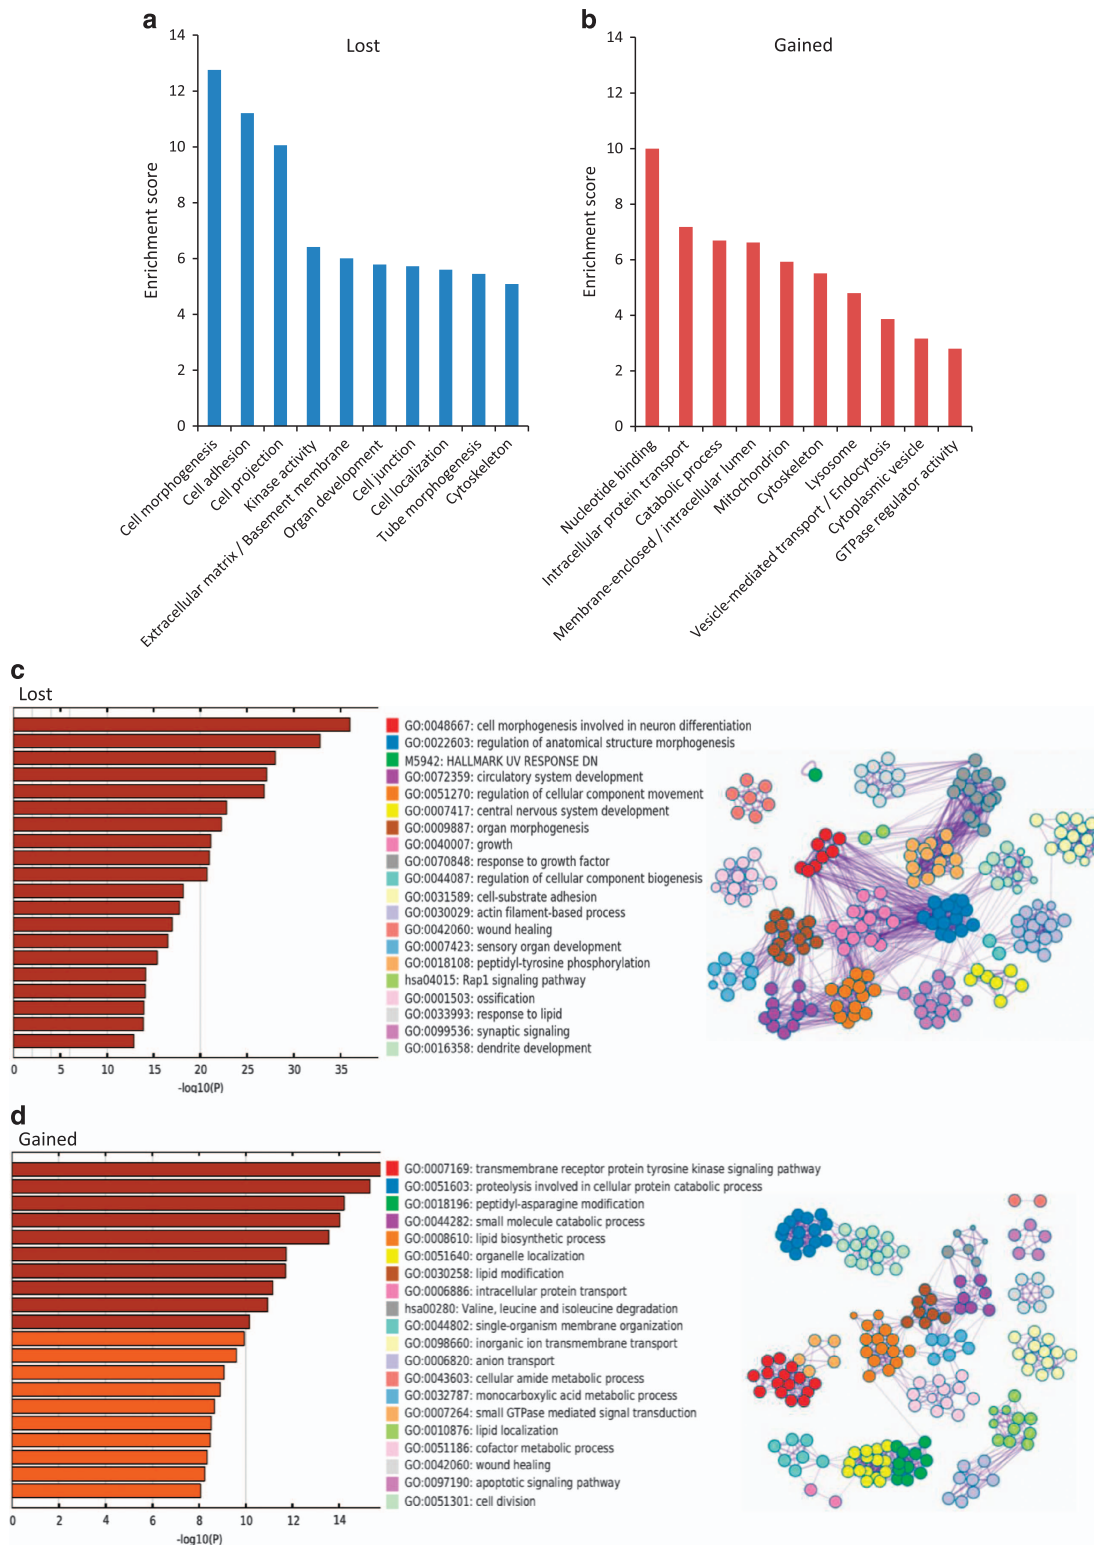 a
Lost
14
12
10
8
6
4
2
0
Enrichment score
Cell morphogenesis
Cell adhesion
Cell projection
Kinase activity
Extracellular matrix / Basement membrane
Organ development
Cell junction
Cell localization
Tube morphogenesis
Cytoskeleton
b
Gained
14
12
10
8
6
4
2
0
Enrichment score
Nucleotide binding
Intracellular protein transport
Catabolic process
Membrane-enclosed / intracellular lumen
Mitochondrion
Cytoskeleton
Lysosome
Vesicle-mediated transport / Endocytosis
Cytoplasmic vesicle
GTPase regulator activity
c
Lost
GO:0048667: cell morphogenesis involved in neuron differentiation
GO:0022603: regulation of anatomical structure morphogenesis
M5942: HALLMARK UV RESPONSE DN
GO:0072359: circulatory system development
GO:0051270: regulation of cellular component movement
GO:0007417: central nervous system development
GO:0009887: organ morphogenesis
GO:0040007: growth
GO:0070848: response to growth factor
GO:0044087: regulation of cellular component biogenesis
GO:0031589: cell-substrate adhesion
GO:0030029: actin filament-based process
GO:0042060: wound healing
GO:0007423: sensory organ development
GO:0018108: peptidyl-tyrosine phosphorylation
hsa04015: Rap1 signaling pathway
GO:0001503: ossification
GO:0033993: response to lipid
GO:0099536: synaptic signaling
GO:0016358: dendrite development
0 5 10 15 20 25 30 35
-log10(P)
d
Gained
GO:0007169: transmembrane receptor protein tyrosine kinase signaling pathway
GO:0051603: proteolysis involved in cellular protein catabolic process
GO:0018196: peptidyl-asparagine modification
GO:0044282: small molecule catabolic process
GO:0008610: lipid biosynthetic process
GO:0051640: organelle localization
GO:0030258: lipid modification
GO:0006886: intracellular protein transport
hsa00280: Valine, leucine and isoleucine degradation
GO:0044802: single-organism membrane organization
GO:0098660: inorganic ion transmembrane transport
GO:0006820: anion transport
GO:0043603: cellular amide metabolic process
GO:0032787: monocarboxylic acid metabolic process
GO:0007264: small GTPase mediated signal transduction
GO:0010876: lipid localization
GO:0051186: cofactor metabolic process
GO:0042060: wound healing
GO:0097190: apoptotic signaling pathway
GO:0051301: cell division
0 2 4 6 8 10 12 14
-log10(P)